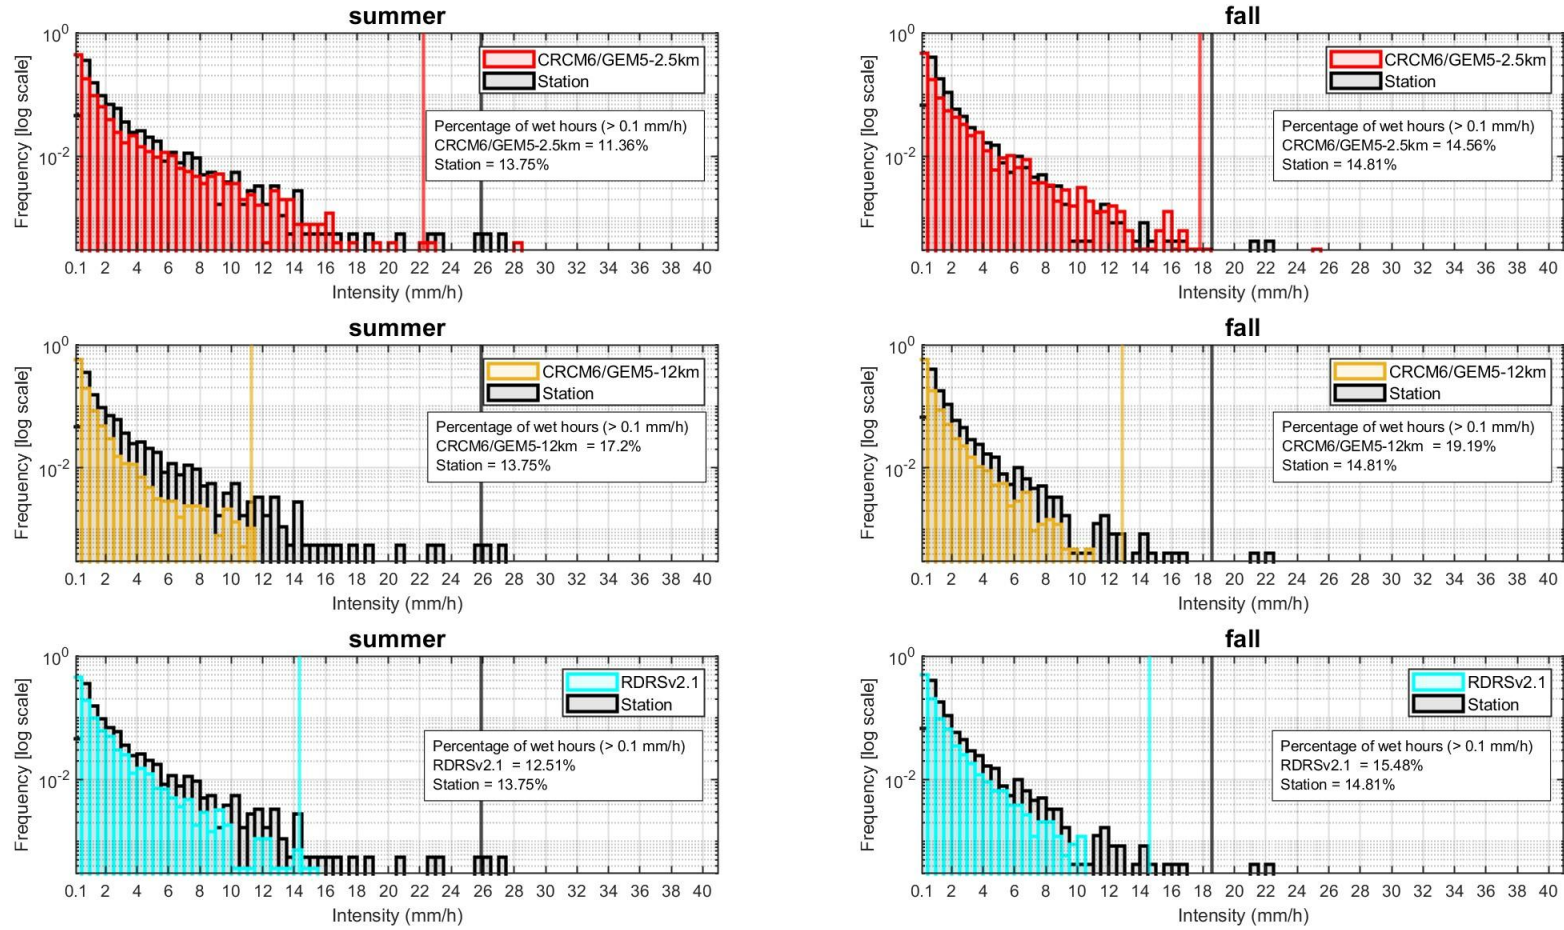 summer
10^0
CRCM6/GEM5-2.5km
Station
Percentage of wet hours (> 0.1 mm/h)
CRCM6/GEM5-2.5km = 11.36%
Station = 13.75%
10^-2
Frequency [log scale]
0.1 2 4 6 8 10 12 14 16 18 20 22 24 26 28 30 32 34 36 38 40
Intensity (mm/h)
fall
10^0
CRCM6/GEM5-2.5km
Station
Percentage of wet hours (> 0.1 mm/h)
CRCM6/GEM5-2.5km = 14.56%
Station = 14.81%
10^-2
Frequency [log scale]
0.1 2 4 6 8 10 12 14 16 18 20 22 24 26 28 30 32 34 36 38 40
Intensity (mm/h)
summer
10^0
CRCM6/GEM5-12km
Station
Percentage of wet hours (> 0.1 mm/h)
CRCM6/GEM5-12km = 17.2%
Station = 13.75%
10^-2
Frequency [log scale]
0.1 2 4 6 8 10 12 14 16 18 20 22 24 26 28 30 32 34 36 38 40
Intensity (mm/h)
fall
10^0
CRCM6/GEM5-12km
Station
Percentage of wet hours (> 0.1 mm/h)
CRCM6/GEM5-12km = 19.19%
Station = 14.81%
10^-2
Frequency [log scale]
0.1 2 4 6 8 10 12 14 16 18 20 22 24 26 28 30 32 34 36 38 40
Intensity (mm/h)
summer
10^0
RDRSv2.1
Station
Percentage of wet hours (> 0.1 mm/h)
RDRSv2.1 = 12.51%
Station = 13.75%
10^-2
Frequency [log scale]
0.1 2 4 6 8 10 12 14 16 18 20 22 24 26 28 30 32 34 36 38 40
Intensity (mm/h)
fall
10^0
RDRSv2.1
Station
Percentage of wet hours (> 0.1 mm/h)
RDRSv2.1 = 15.48%
Station = 14.81%
10^-2
Frequency [log scale]
0.1 2 4 6 8 10 12 14 16 18 20 22 24 26 28 30 32 34 36 38 40
Intensity (mm/h)